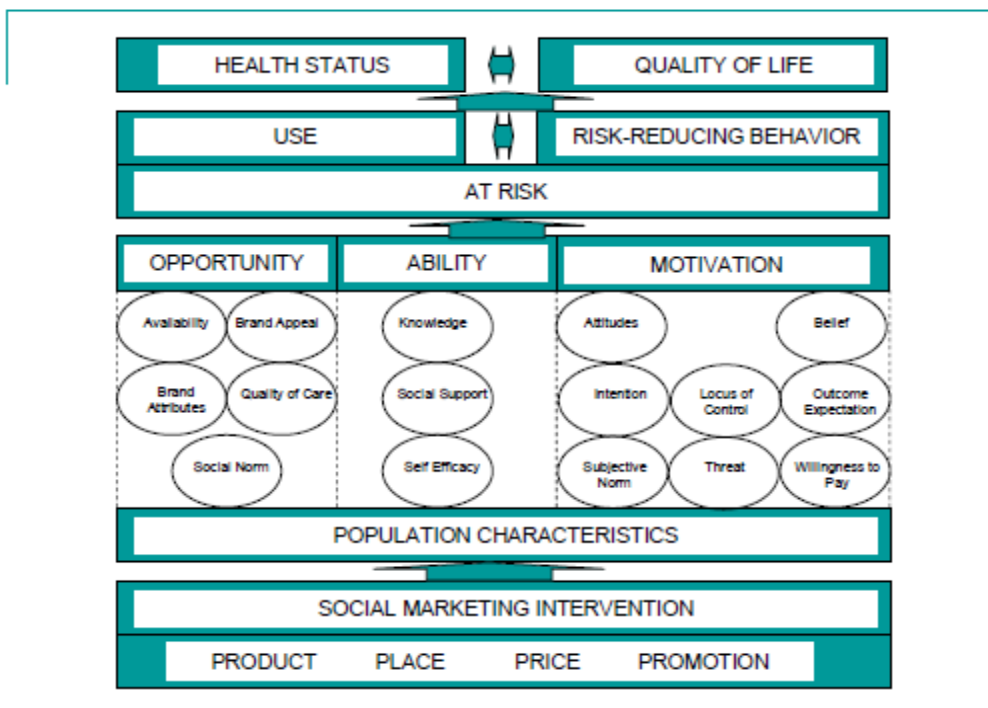 HEALTH STATUS
QUALITY OF LIFE
USE
RISK-REDUCING BEHAVIOR
AT RISK
OPPORTUNITY
ABILITY
MOTIVATION
Availability
Brand Appeal
Knowledge
Attitudes
Belief
Brand
Attributes
Quality of Care
Social Support
Intention
Locus of
Control
Outcome
Expectation
Social Norm
Self Efficacy
Subjective
Norm
Threat
Willingness to
Pay
POPULATION CHARACTERISTICS
SOCIAL MARKETING INTERVENTION
PRODUCT PLACE PRICE PROMOTION